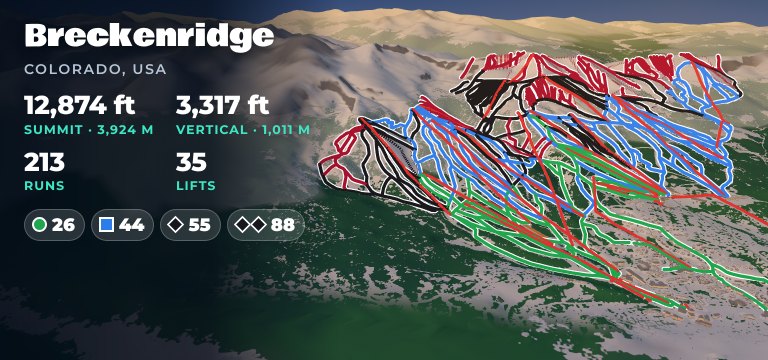 Breckenridge
COLORADO, USA
12,874 ft 3,317 ft
SUMMIT · 3,924 M VERTICAL · 1,011 M
213 35
RUNS LIFTS
26 44 55 88